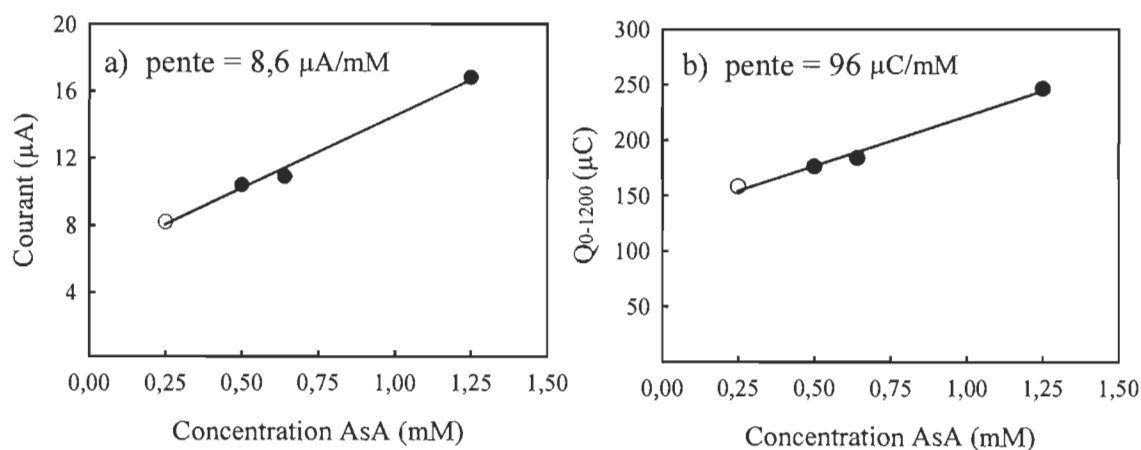 a) pente = 8,6 µA/mM
Courant (µA)
20
16
12
8
4
0,00 0,25 0,50 0,75 1,00 1,25 1,50
Concentration AsA (mM)
b) pente = 96 µC/mM
Q0-1200 (µC)
300
250
200
150
100
50
0,00 0,25 0,50 0,75 1,00 1,25 1,50
Concentration AsA (mM)